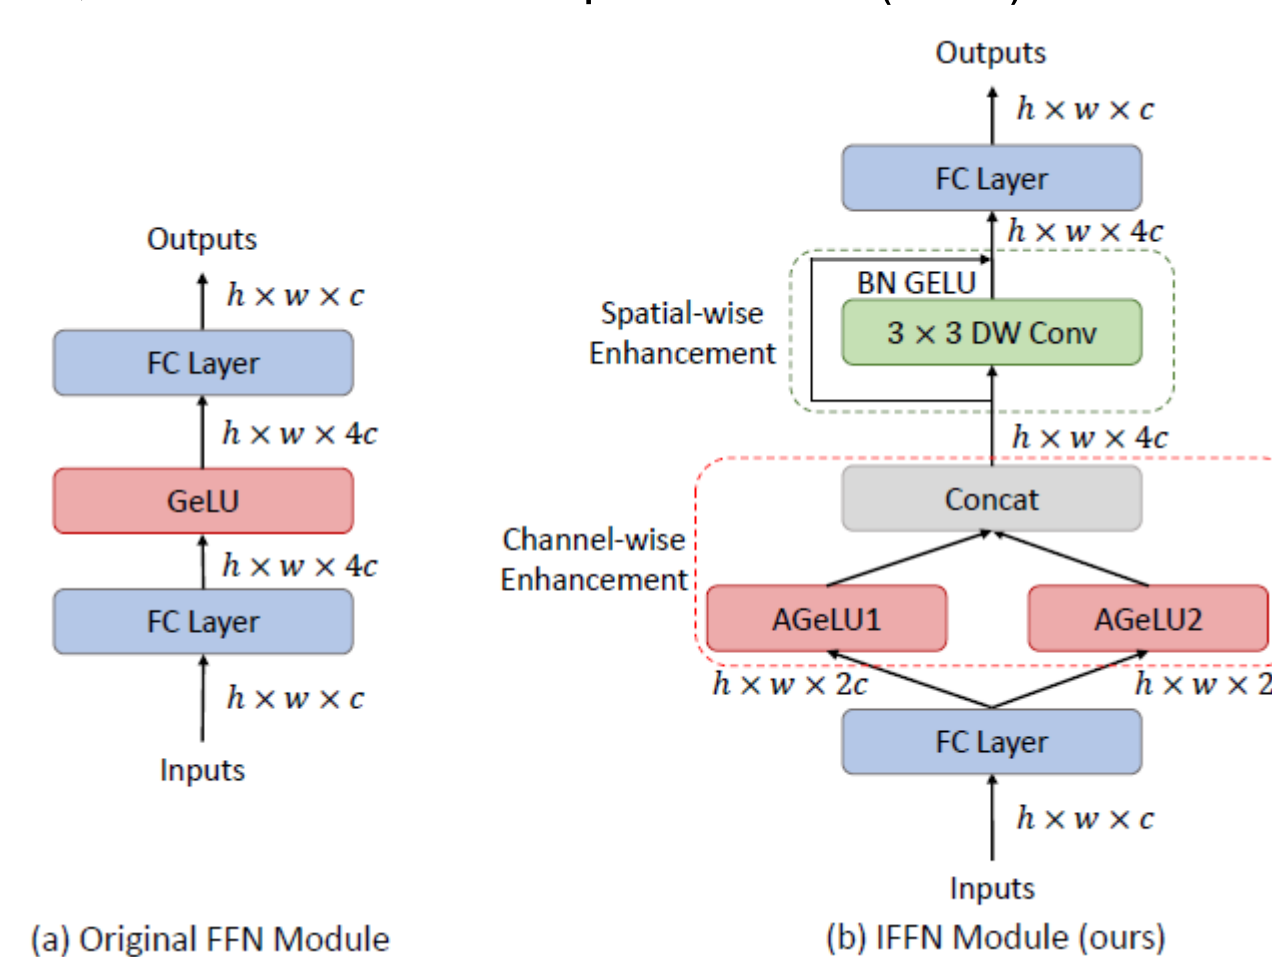 Outputs
h × w × c
FC Layer
h × w × 4c
GeLU
h × w × 4c
FC Layer
h × w × c
Inputs
(a) Original FFN Module
Outputs
h × w × c
FC Layer
h × w × 4c
BN GELU
Spatial-wise
Enhancement
3 × 3 DW Conv
h × w × 4c
Concat
Channel-wise
Enhancement
AGeLU1
AGeLU2
h × w × 2c
h × w × 2
FC Layer
h × w × c
Inputs
(b) IFFN Module (ours)